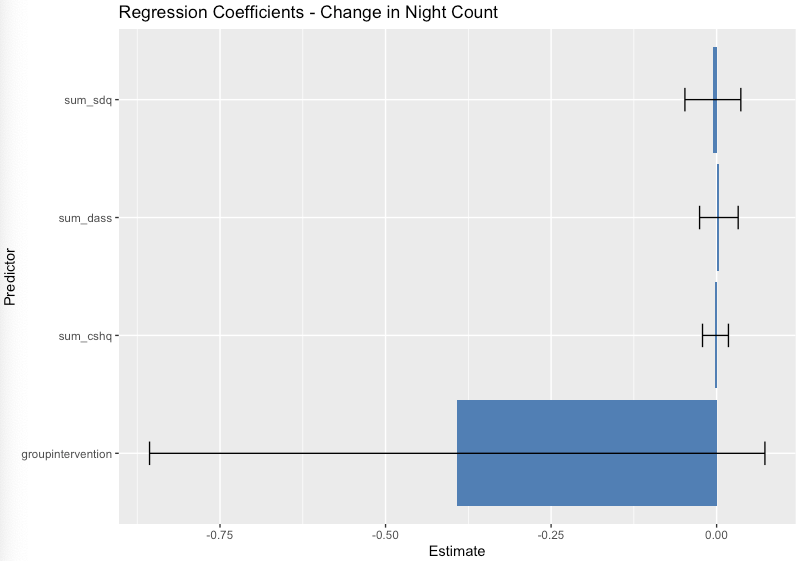 Regression Coefficients - Change in Night Count
Predictor
sum_sdq
sum_dass
sum_cshq
groupintervention
-0.75 -0.50 -0.25 0.00
Estimate